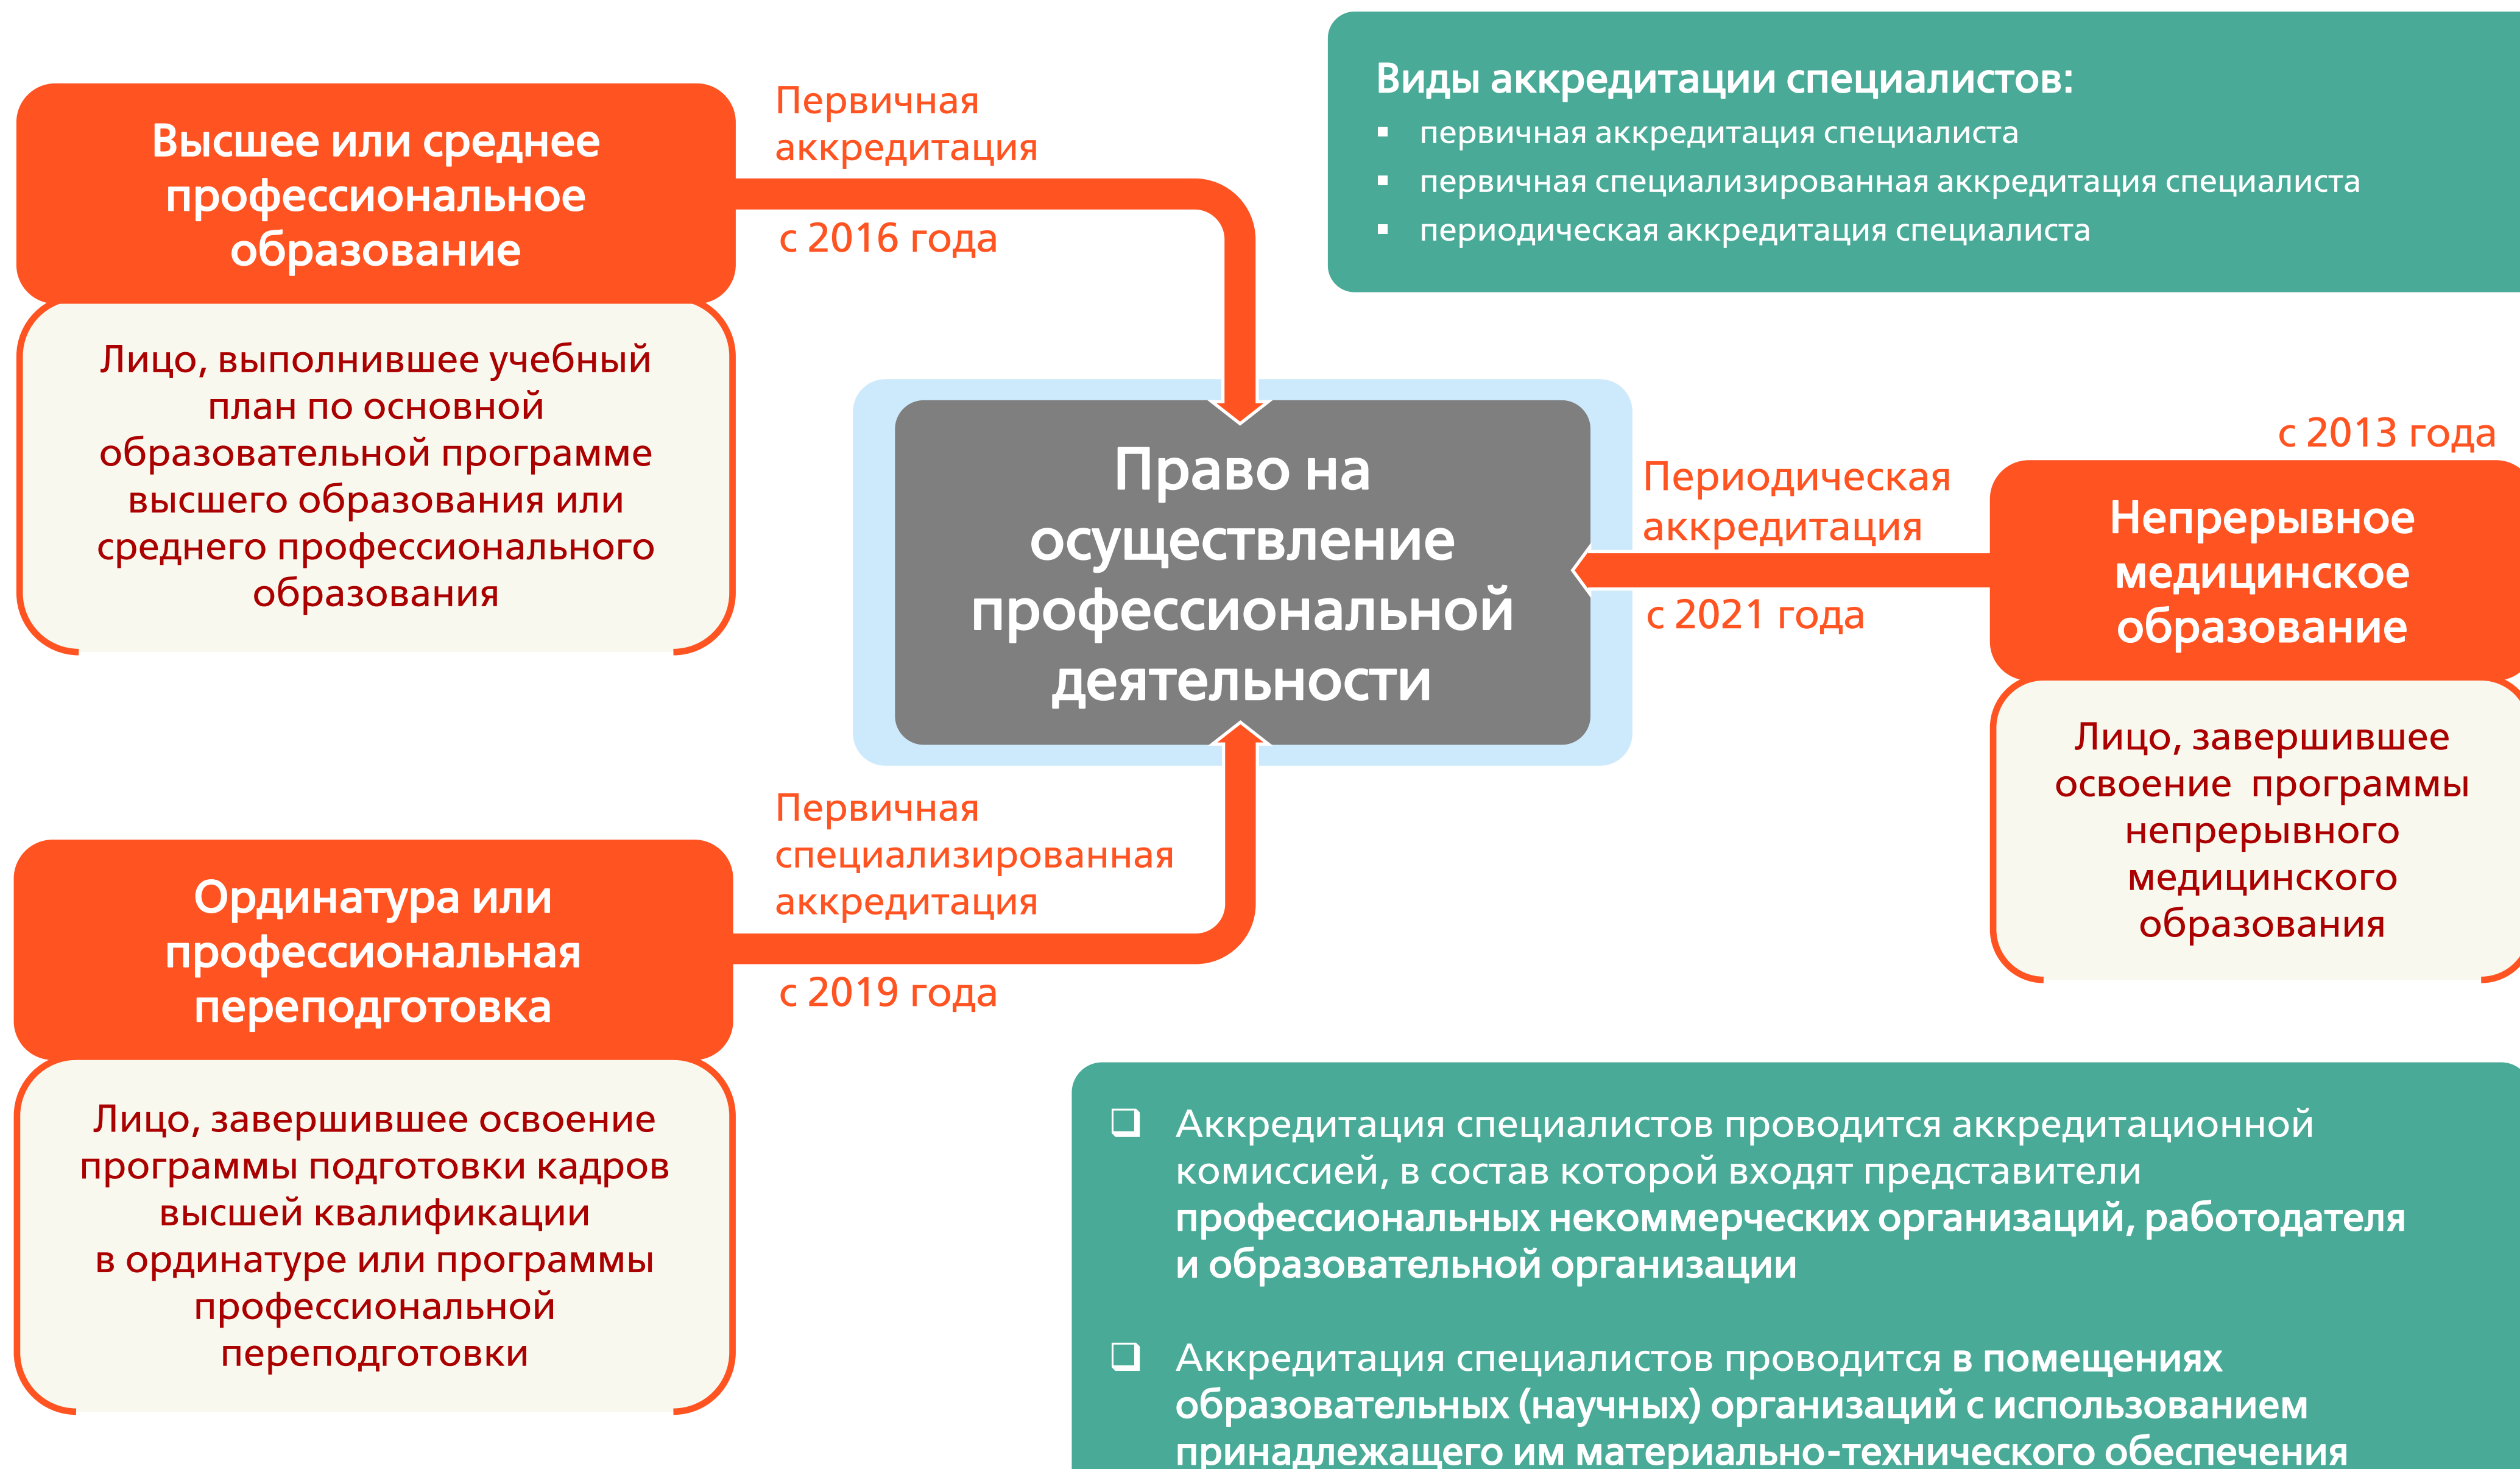 Виды аккредитации специалистов:
▪ первичная аккредитация специалиста
▪ первичная специализированная аккредитация специалиста
▪ периодическая аккредитация специалиста
Высшее или среднее
профессиональное
образование
Первичная
аккредитация
с 2016 года
Лицо, выполнившее учебный
план по основной
образовательной программе
высшего образования или
среднего профессионального
образования
Право на
осуществление
профессиональной
деятельности
Периодическая
аккредитация
с 2021 года
с 2013 года
Непрерывное
медицинское
образование
Лицо, завершившее
освоение программы
непрерывного
медицинского
образования
Ординатура или
профессиональная
переподготовка
Первичная
специализированная
аккредитация
с 2019 года
Лицо, завершившее освоение
программы подготовки кадров
высшей квалификации
в ординатуре или программы
профессиональной
переподготовки
❑ Аккредитация специалистов проводится аккредитационной
комиссией, в состав которой входят представители
профессиональных некоммерческих организаций, работодателя
и образовательной организации
❑ Аккредитация специалистов проводится в помещениях
образовательных (научных) организаций с использованием
принадлежащего им материально-технического обеспечения